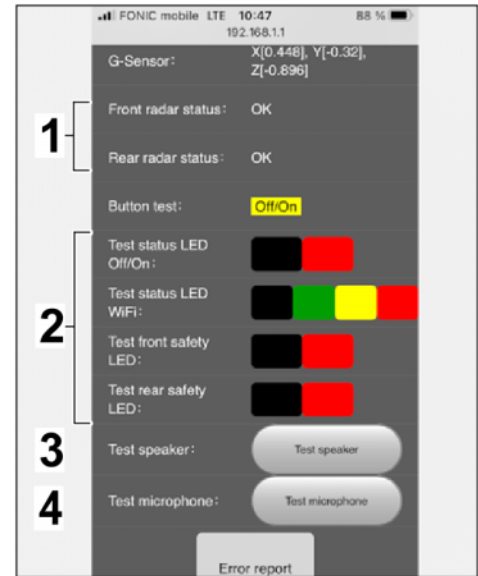 FONIC mobile LTE 10:47 88 %
192.168.1.1
G-Sensor: X[0.448], Y[-0.32],
Z[-0.896]
1
Front radar status: OK
Rear radar status: OK
Button test: Off/On
2
Test status LED
Off/On:
Test status LED
WiFi:
Test front safety
LED:
Test rear safety
LED:
3
Test speaker: Test speaker
4
Test microphone: Test microphone
Error report